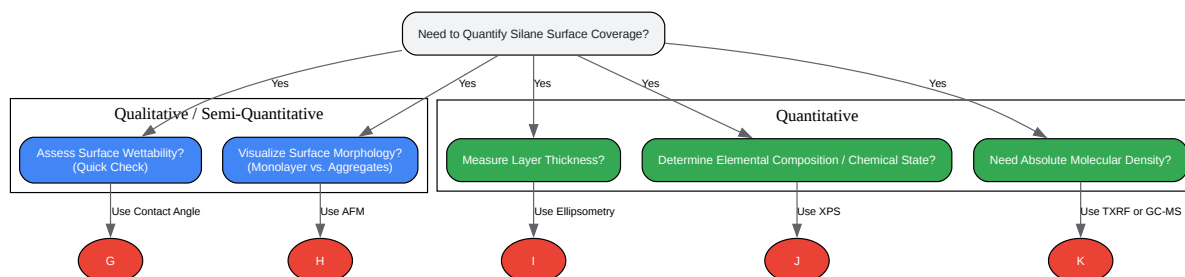 Need to Quantify Silane Surface Coverage?
Yes
Yes
Yes
Yes
Yes
Qualitative / Semi-Quantitative
Quantitative
Assess Surface Wettability?
(Quick Check)
Visualize Surface Morphology?
(Monolayer vs. Aggregates)
Measure Layer Thickness?
Determine Elemental Composition / Chemical State?
Need Absolute Molecular Density?
Use Contact Angle
Use AFM
Use Ellipsometry
Use XPS
Use TXRF or GC-MS
G
H
I
J
K